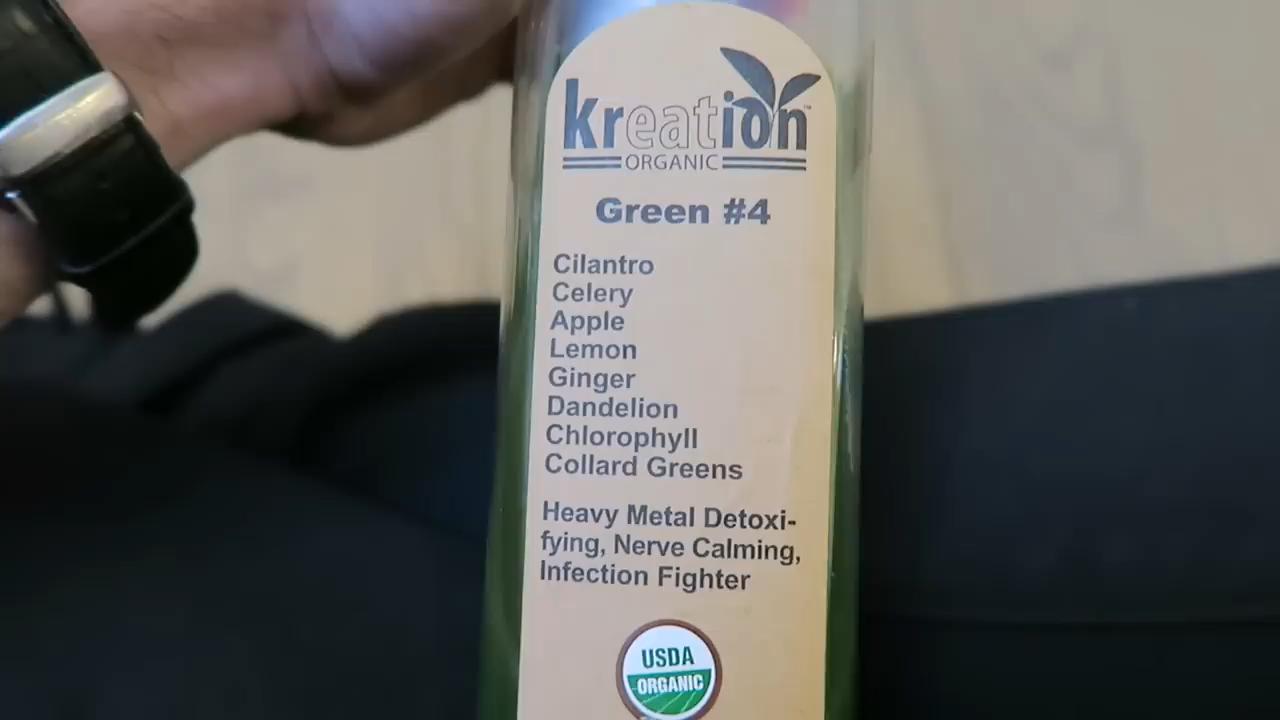 kreation™
ORGANIC
Green #4
Cilantro
Celery
Apple
Lemon
Ginger
Dandelion
Chlorophyll
Collard Greens
Heavy Metal Detoxi-
fying, Nerve Calming,
Infection Fighter
USDA
ORGANIC